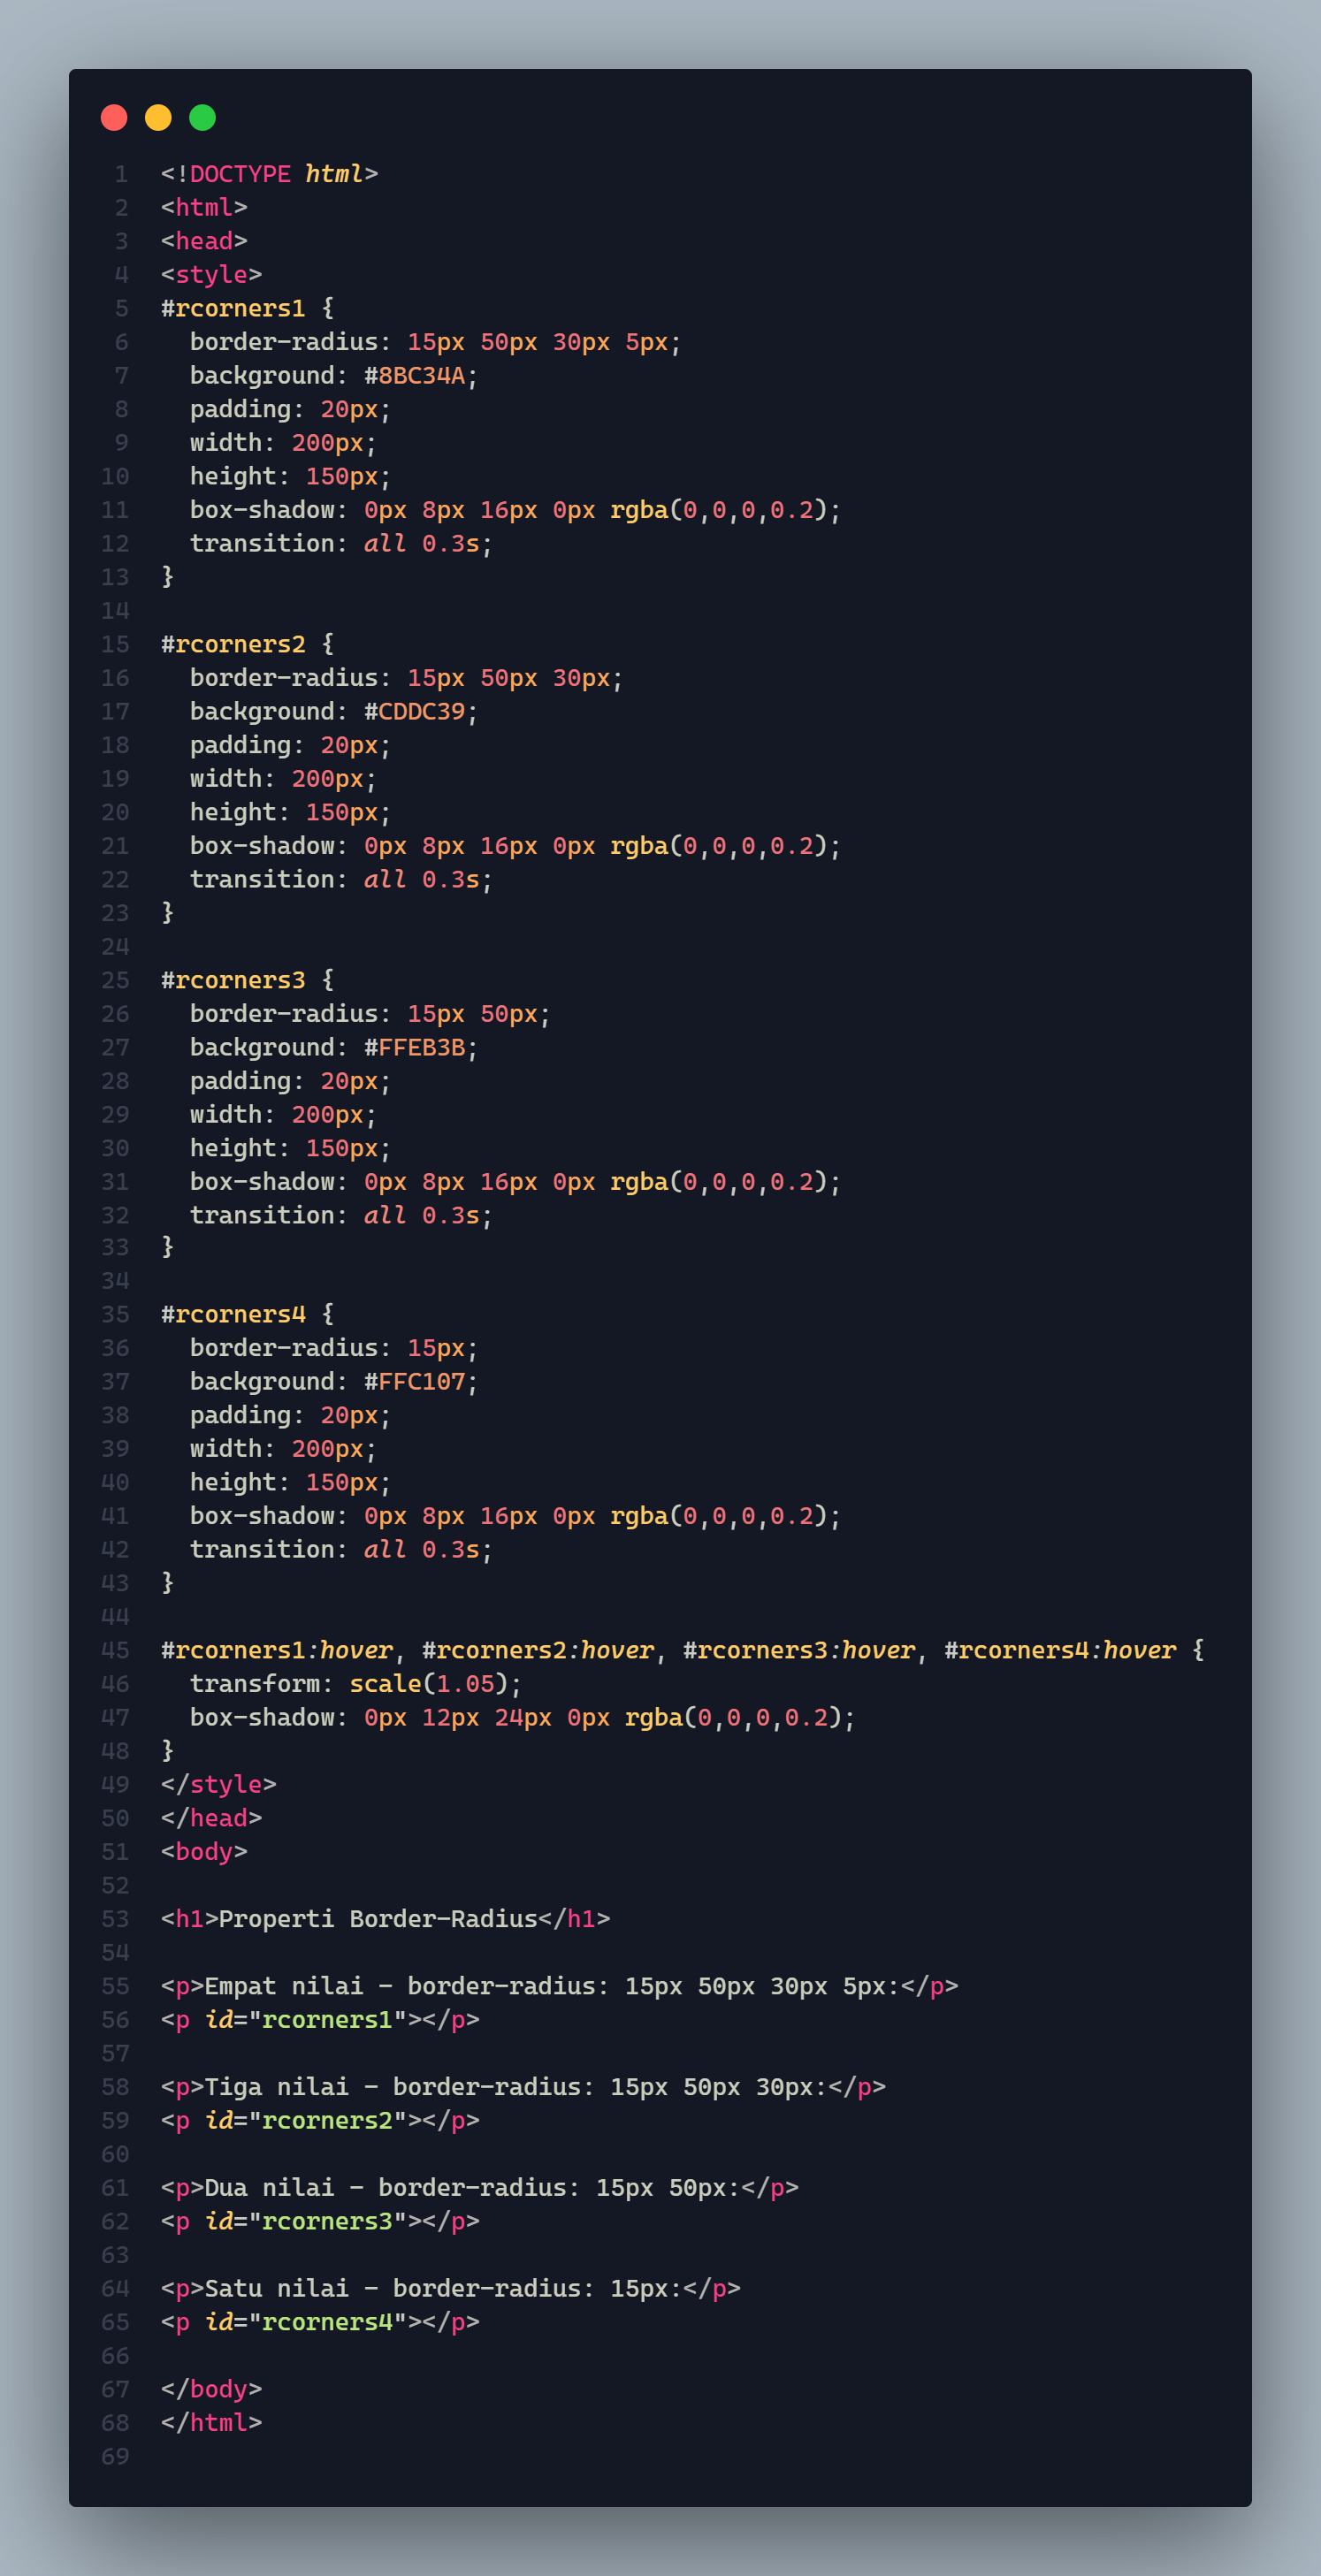 1 <!DOCTYPE html>
2 <html>
3 <head>
4 <style>
5 #rcorners1 {
6   border-radius: 15px 50px 30px 5px;
7   background: #8BC34A;
8   padding: 20px;
9   width: 200px;
10   height: 150px;
11   box-shadow: 0px 8px 16px 0px rgba(0,0,0,0.2);
12   transition: all 0.3s;
13 }
14
15 #rcorners2 {
16   border-radius: 15px 50px 30px;
17   background: #CDDC39;
18   padding: 20px;
19   width: 200px;
20   height: 150px;
21   box-shadow: 0px 8px 16px 0px rgba(0,0,0,0.2);
22   transition: all 0.3s;
23 }
24
25 #rcorners3 {
26   border-radius: 15px 50px;
27   background: #FFEB3B;
28   padding: 20px;
29   width: 200px;
30   height: 150px;
31   box-shadow: 0px 8px 16px 0px rgba(0,0,0,0.2);
32   transition: all 0.3s;
33 }
34
35 #rcorners4 {
36   border-radius: 15px;
37   background: #FFC107;
38   padding: 20px;
39   width: 200px;
40   height: 150px;
41   box-shadow: 0px 8px 16px 0px rgba(0,0,0,0.2);
42   transition: all 0.3s;
43 }
44
45 #rcorners1:hover, #rcorners2:hover, #rcorners3:hover, #rcorners4:hover {
46   transform: scale(1.05);
47   box-shadow: 0px 12px 24px 0px rgba(0,0,0,0.2);
48 }
49 </style>
50 </head>
51 <body>
52
53 <h1>Properti Border-Radius</h1>
54
55 <p>Empat nilai - border-radius: 15px 50px 30px 5px:</p>
56 <p id="rcorners1"></p>
57
58 <p>Tiga nilai - border-radius: 15px 50px 30px:</p>
59 <p id="rcorners2"></p>
60
61 <p>Dua nilai - border-radius: 15px 50px:</p>
62 <p id="rcorners3"></p>
63
64 <p>Satu nilai - border-radius: 15px:</p>
65 <p id="rcorners4"></p>
66
67 </body>
68 </html>
69